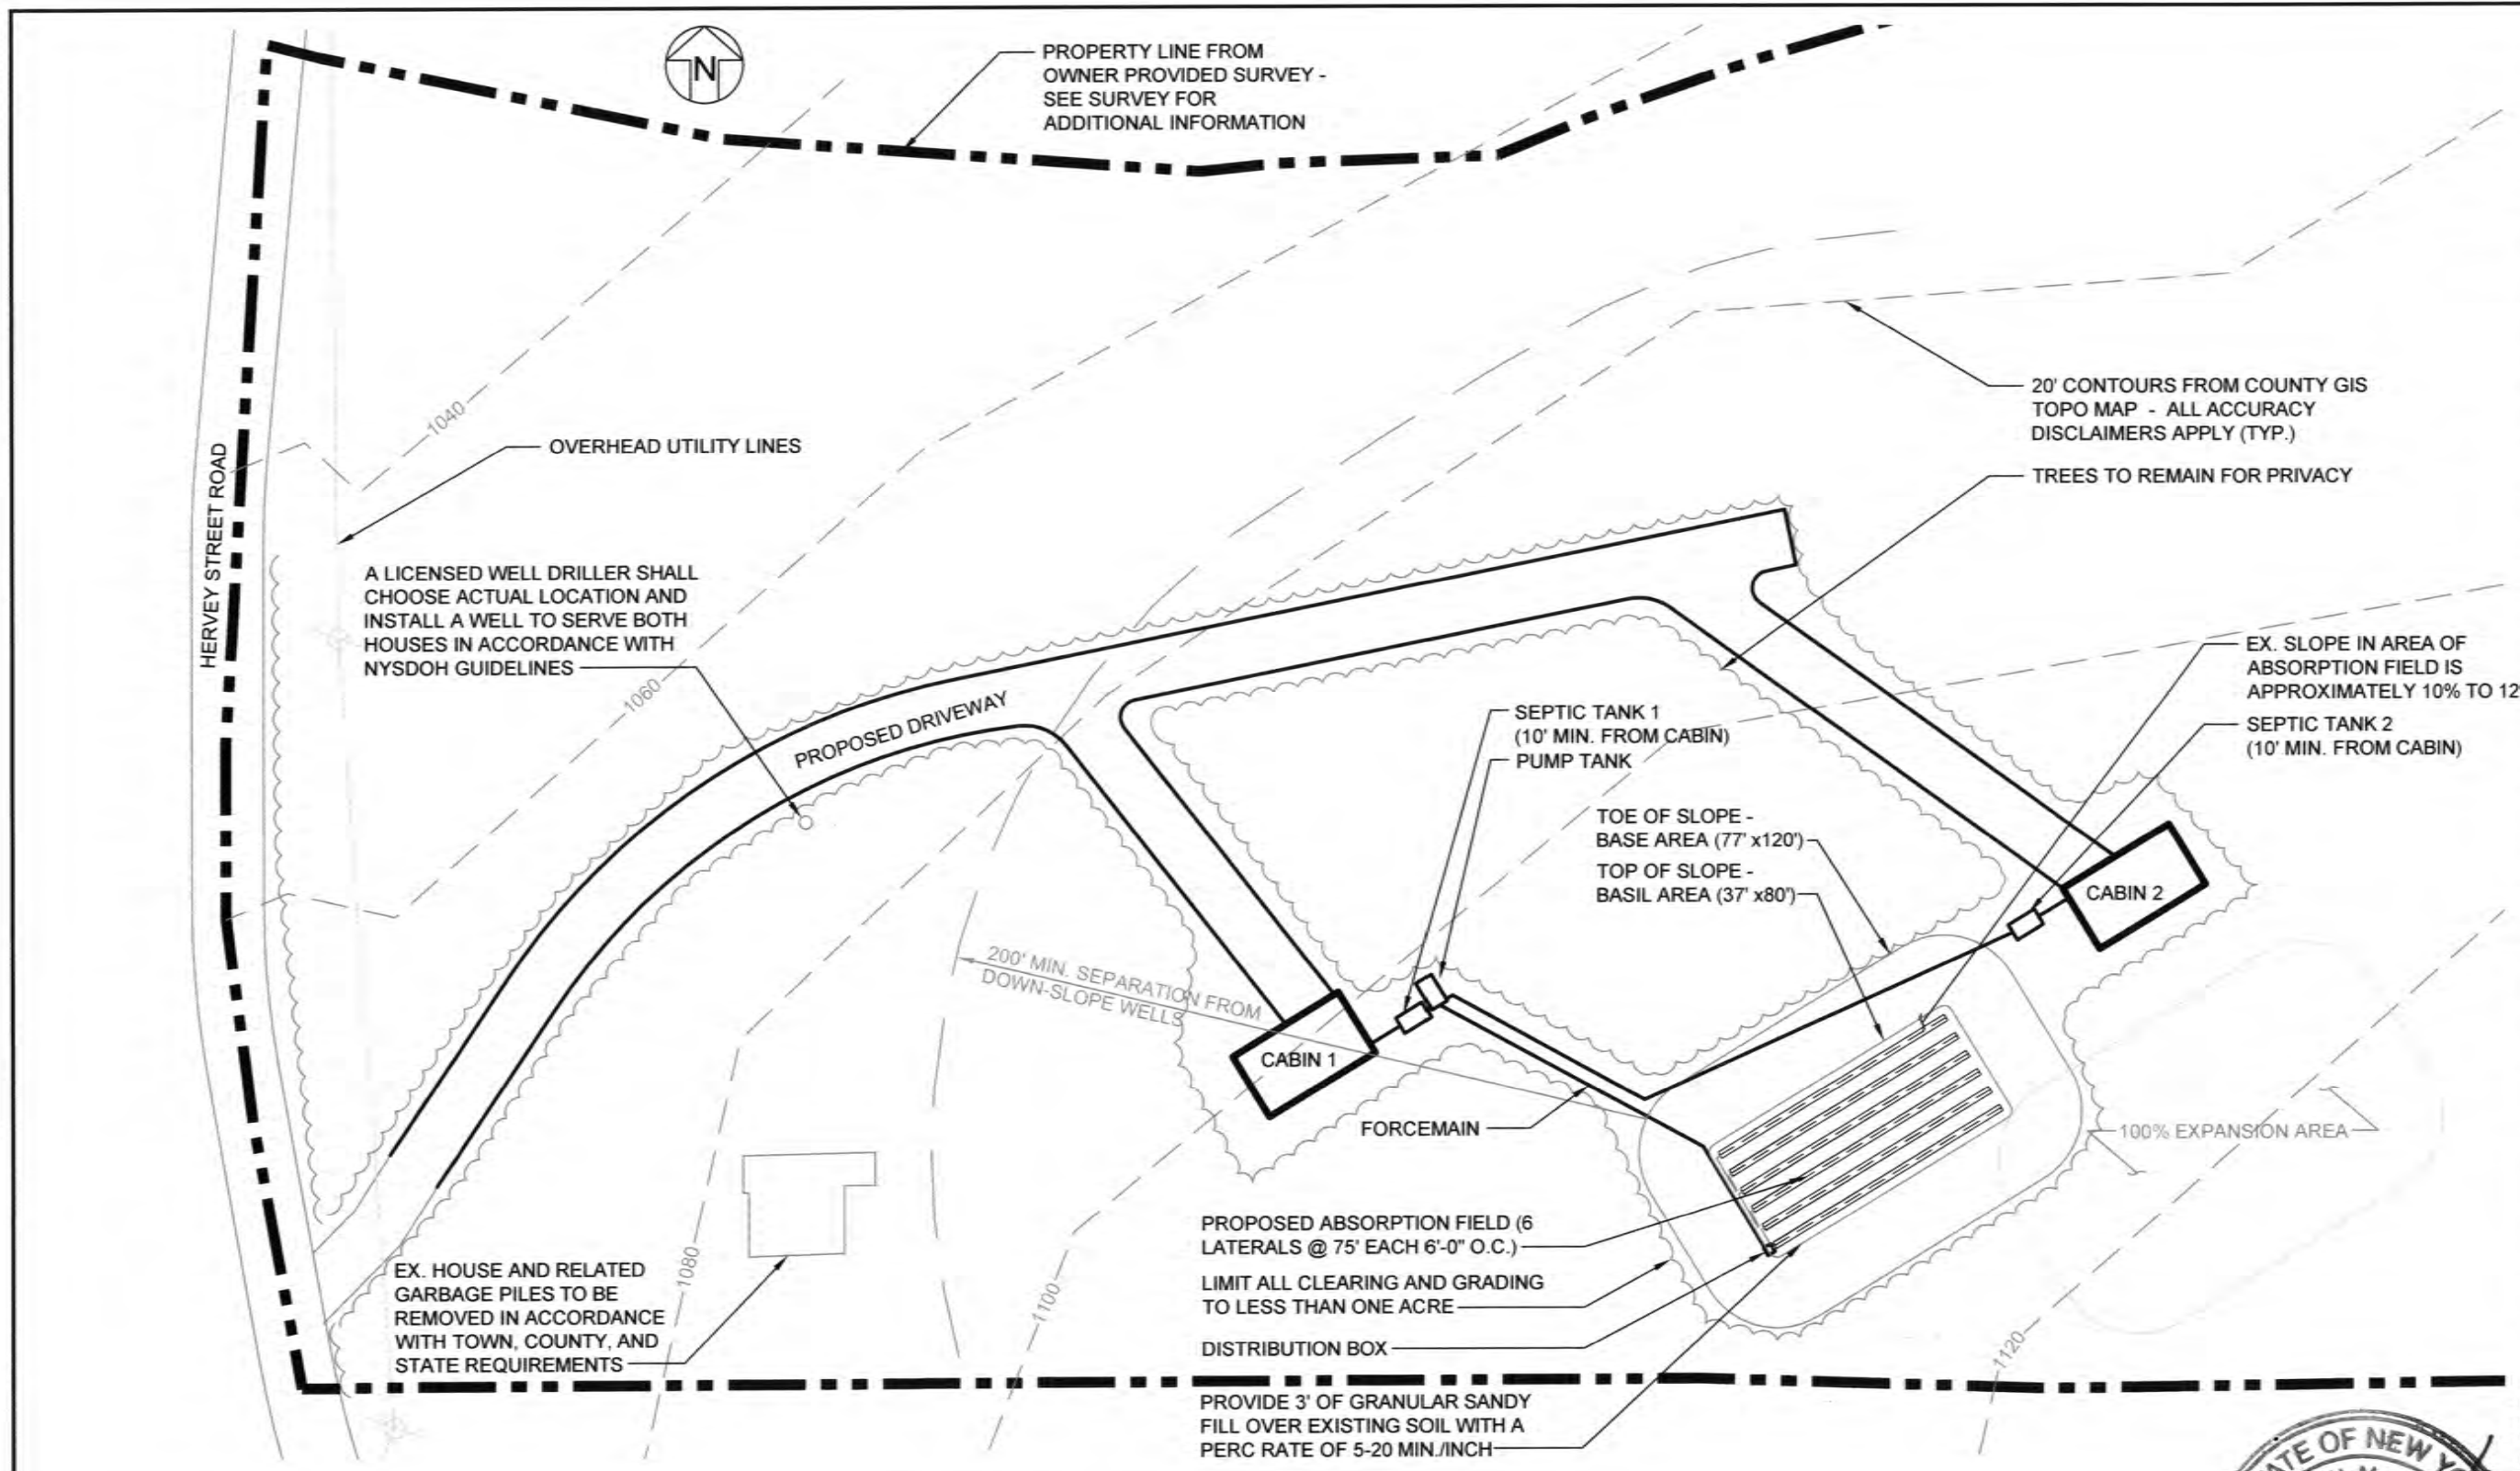 N
PROPERTY LINE FROM
OWNER PROVIDED SURVEY -
SEE SURVEY FOR
ADDITIONAL INFORMATION
20' CONTOURS FROM COUNTY GIS
TOPO MAP - ALL ACCURACY
DISCLAIMERS APPLY (TYP.)
1040
OVERHEAD UTILITY LINES
TREES TO REMAIN FOR PRIVACY
HERVEY STREET ROAD
A LICENSED WELL DRILLER SHALL
CHOOSE ACTUAL LOCATION AND
INSTALL A WELL TO SERVE BOTH
HOUSES IN ACCORDANCE WITH
NYSDOH GUIDELINES
1060
PROPOSED DRIVEWAY
EX. SLOPE IN AREA OF
ABSORPTION FIELD IS
APPROXIMATELY 10% TO 12
SEPTIC TANK 1
(10' MIN. FROM CABIN)
PUMP TANK
SEPTIC TANK 2
(10' MIN. FROM CABIN)
TOE OF SLOPE -
BASE AREA (77' x120')
TOP OF SLOPE -
BASIL AREA (37' x80')
CABIN 2
200' MIN. SEPARATION FROM
DOWN-SLOPE WELLS
CABIN 1
FORCEMAIN
100% EXPANSION AREA
PROPOSED ABSORPTION FIELD (6
LATERALS @ 75' EACH 6'-0" O.C.)
LIMIT ALL CLEARING AND GRADING
TO LESS THAN ONE ACRE
DISTRIBUTION BOX
EX. HOUSE AND RELATED
GARBAGE PILES TO BE
REMOVED IN ACCORDANCE
WITH TOWN, COUNTY, AND
STATE REQUIREMENTS
1080
1100
1120
PROVIDE 3' OF GRANULAR SANDY
FILL OVER EXISTING SOIL WITH A
PERC RATE OF 5-20 MIN./INCH
OF NEW